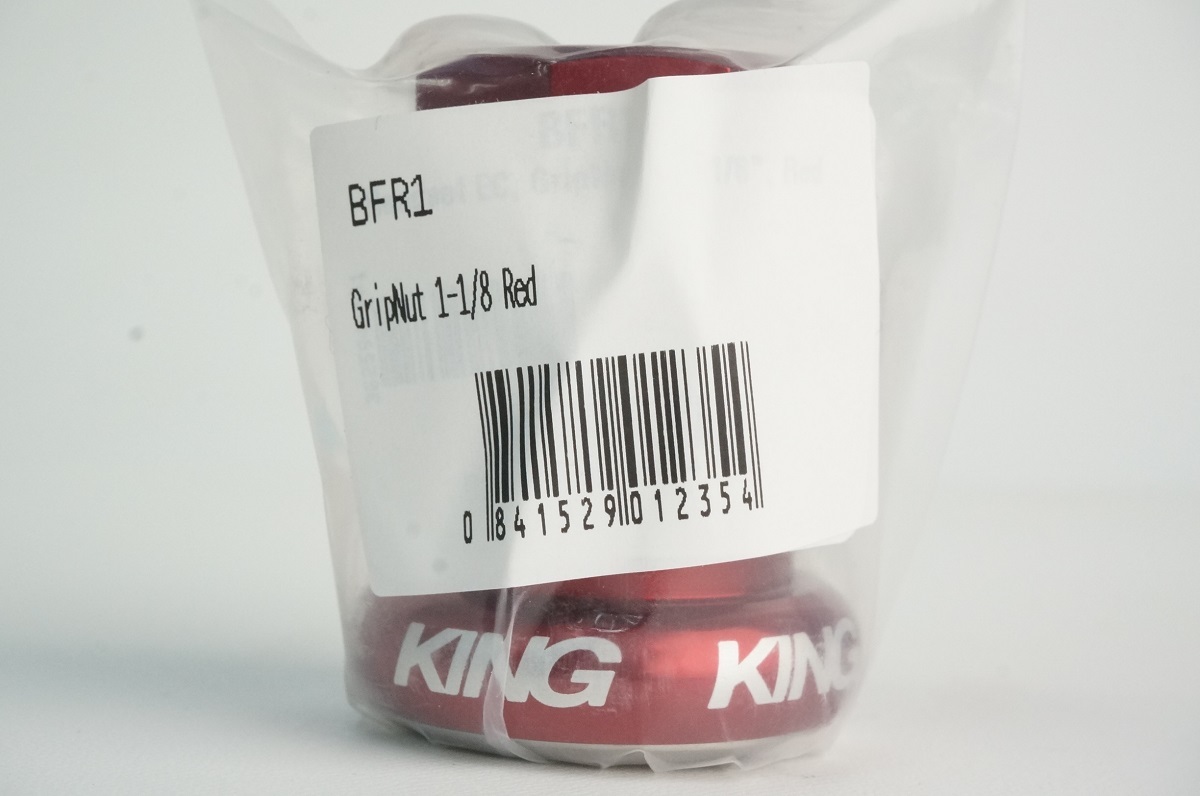 BFR1
GripNut 1-1/8 Red
0 841529 012354
KING KING